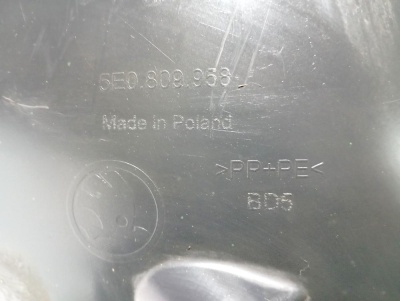 5E0.809.958
Made in Poland
>PP+PE<
BD5